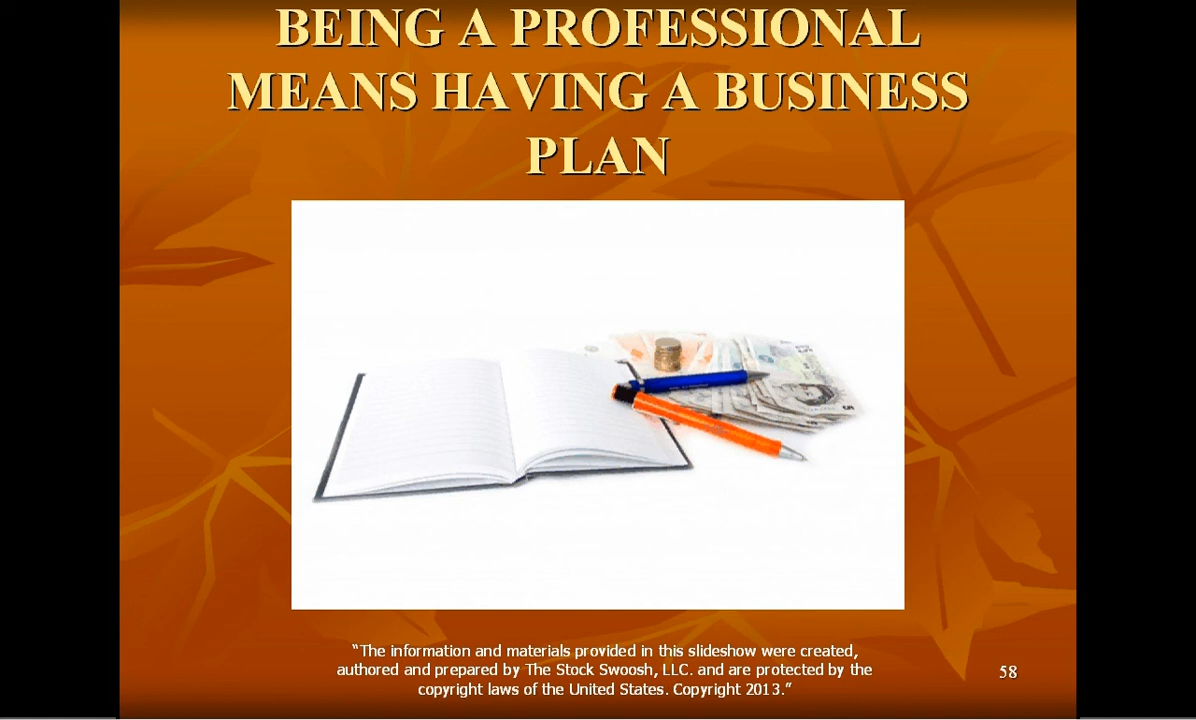 BEING A PROFESSIONAL
MEANS HAVING A BUSINESS
PLAN
“The information and materials provided in this slideshow were created,
authored and prepared by The Stock Swoosh, LLC. and are protected by the
copyright laws of the United States. Copyright 2013.”
58